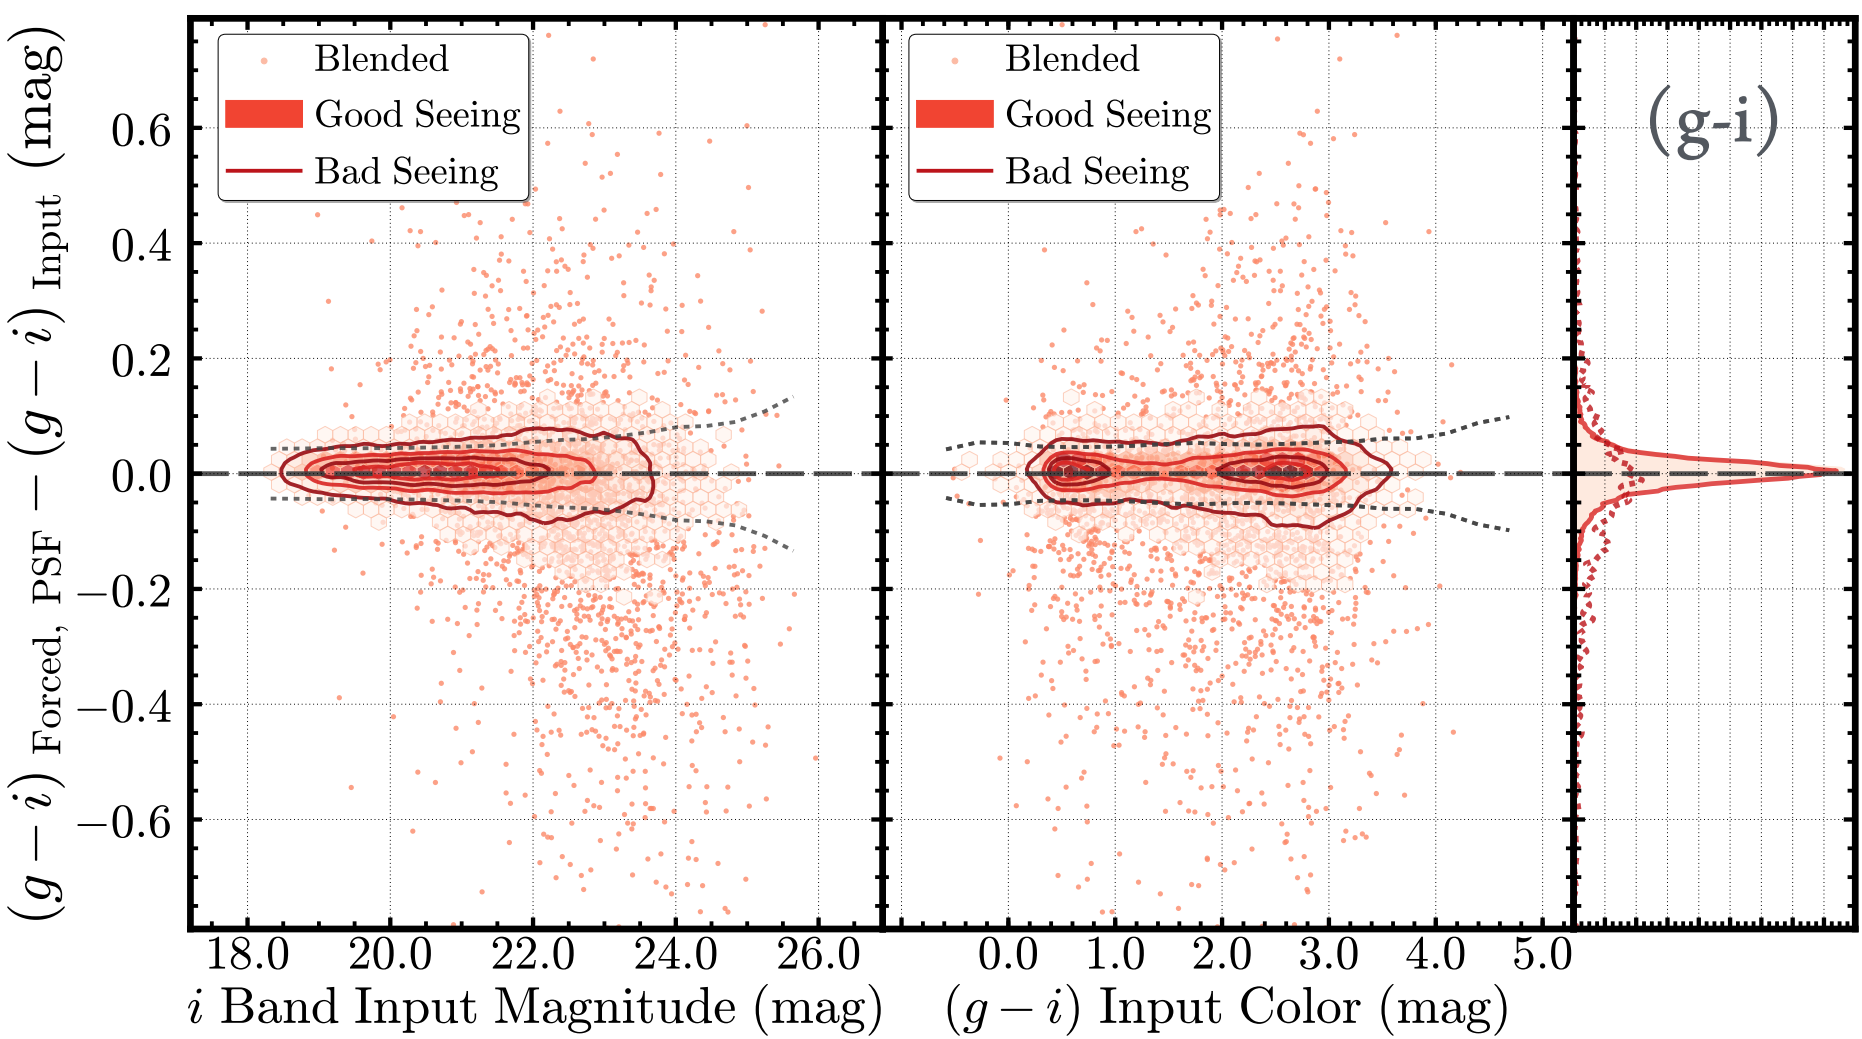 (g − i) Forced, PSF − (g − i) Input (mag)
0.6
0.4
0.2
0.0
−0.2
−0.4
−0.6
Blended
Good Seeing
Bad Seeing
18.0 20.0 22.0 24.0 26.0
i Band Input Magnitude (mag)
Blended
Good Seeing
Bad Seeing
0.0 1.0 2.0 3.0 4.0 5.0
(g − i) Input Color (mag)
(g-i)